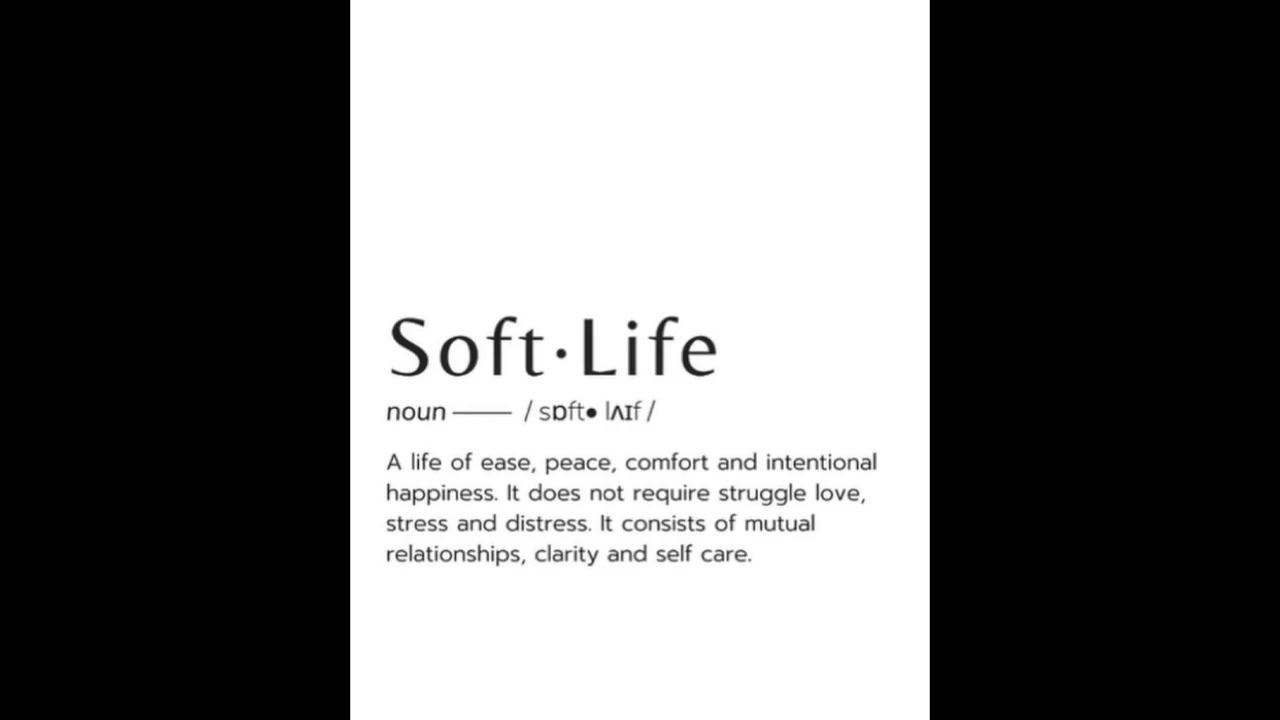 Soft·Life
noun —— / sɒft● lʌɪf /
A life of ease, peace, comfort and intentional
happiness. It does not require struggle love,
stress and distress. It consists of mutual
relationships, clarity and self care.